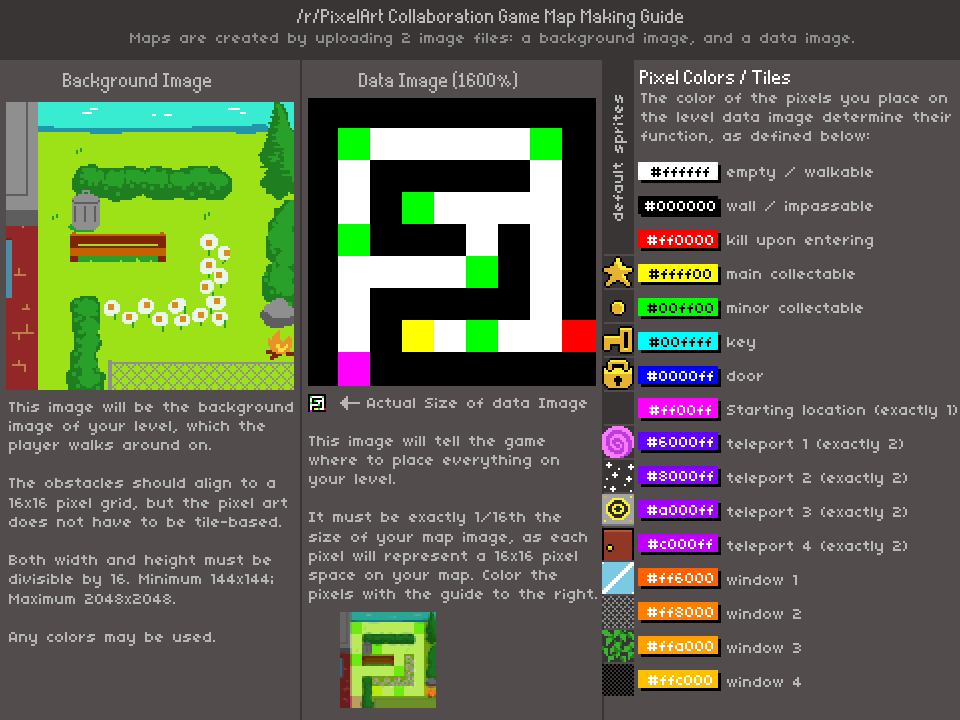 /r/PixelArt Collaboration Game Map Making Guide
Maps are created by uploading 2 image files: a background image, and a data image.
Background Image
This image will be the background
image of your level, which the
player walks around on.
The obstacles should align to a
16x16 pixel grid, but the pixel art
does not have to be tile-based.
Both width and height must be
divisible by 16. Minimum 144x144;
Maximum 2048x2048.
Any colors may be used.
Data Image (1600%)
Actual Size of data Image
This image will tell the game
where to place everything on
your level.
It must be exactly 1/16th the
size of your map image, as each
pixel will represent a 16x16 pixel
space on your map. Color the
pixels with the guide to the right.
default sprites
Pixel Colors / Tiles
The color of the pixels you place on
the level data image determine their
function, as defined below:
#ffffff empty / walkable
#000000 wall / impassable
#ff0000 kill upon entering
#ffff00 main collectable
#00ff00 minor collectable
#00ffff key
#0000ff door
#ff00ff Starting location (exactly 1)
#6000ff teleport 1 (exactly 2)
#8000ff teleport 2 (exactly 2)
#a000ff teleport 3 (exactly 2)
#c000ff teleport 4 (exactly 2)
#ff6000 window 1
#ff8000 window 2
#ffa000 window 3
#ffc000 window 4